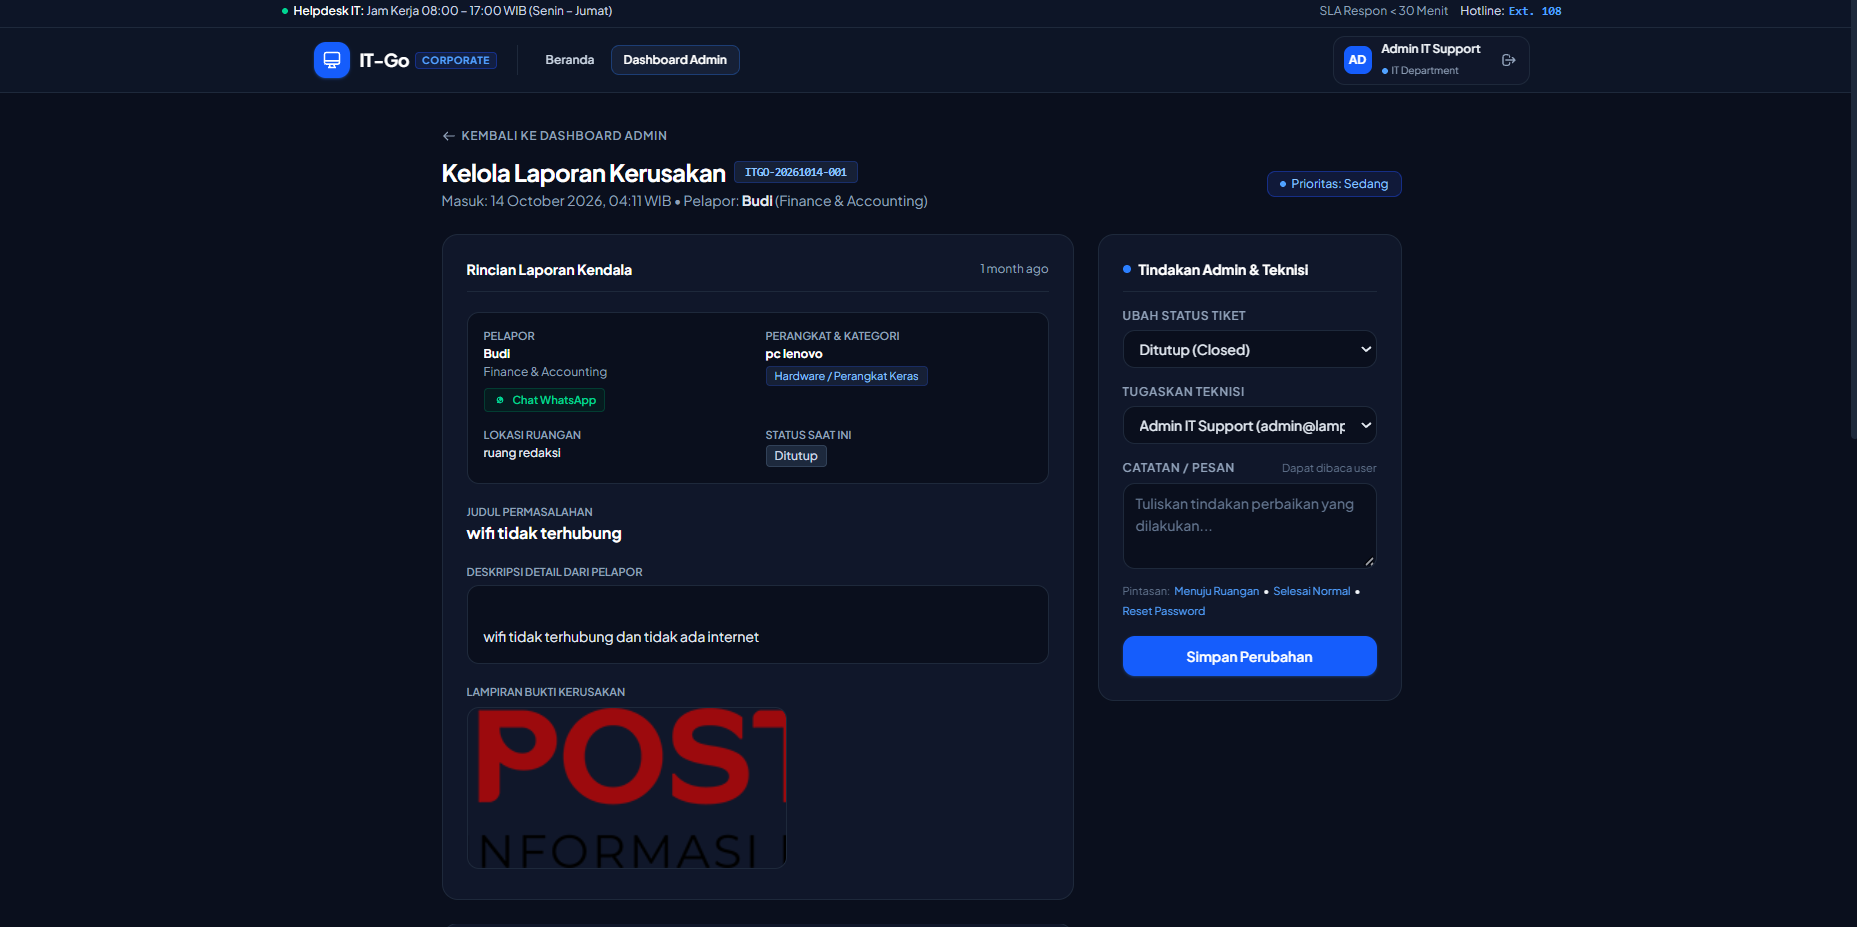 Helpdesk IT: Jam Kerja 08:00 – 17:00 WIB (Senin – Jumat)
SLA Respon < 30 Menit Hotline: Ext. 108
IT-Go CORPORATE
Beranda
Dashboard Admin
AD
Admin IT Support
IT Department
← KEMBALI KE DASHBOARD ADMIN
Kelola Laporan Kerusakan ITGO-20261014-001
Masuk: 14 October 2026, 04:11 WIB • Pelapor: Budi (Finance & Accounting)
Prioritas: Sedang
Rincian Laporan Kendala
1 month ago
PELAPOR
Budi
Finance & Accounting
Chat WhatsApp
PERANGKAT & KATEGORI
pc lenovo
Hardware / Perangkat Keras
LOKASI RUANGAN
ruang redaksi
STATUS SAAT INI
Ditutup
JUDUL PERMASALAHAN
wifi tidak terhubung
DESKRIPSI DETAIL DARI PELAPOR
wifi tidak terhubung dan tidak ada internet
LAMPIRAN BUKTI KERUSAKAN
POST
NFORMASI
Tindakan Admin & Teknisi
UBAH STATUS TIKET
Ditutup (Closed)
TUGASKAN TEKNISI
Admin IT Support (admin@lamp
CATATAN / PESAN
Dapat dibaca user
Tuliskan tindakan perbaikan yang
dilakukan...
Pintasan: Menuju Ruangan • Selesai Normal •
Reset Password
Simpan Perubahan